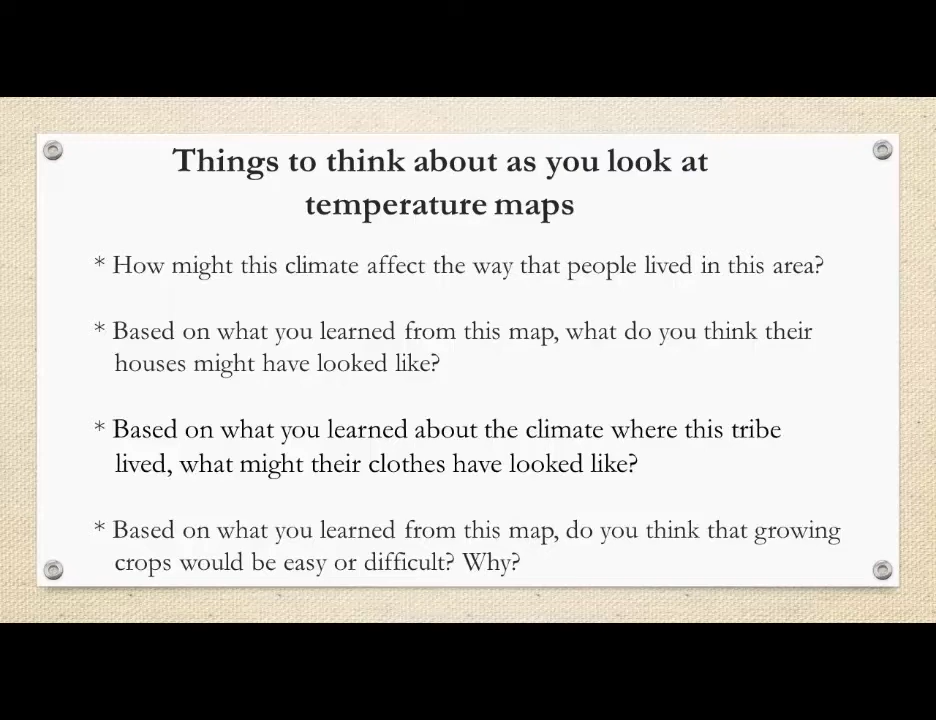 Things to think about as you look at
temperature maps
* How might this climate affect the way that people lived in this area?
* Based on what you learned from this map, what do you think their
houses might have looked like?
* Based on what you learned about the climate where this tribe
lived, what might their clothes have looked like?
* Based on what you learned from this map, do you think that growing
crops would be easy or difficult? Why?